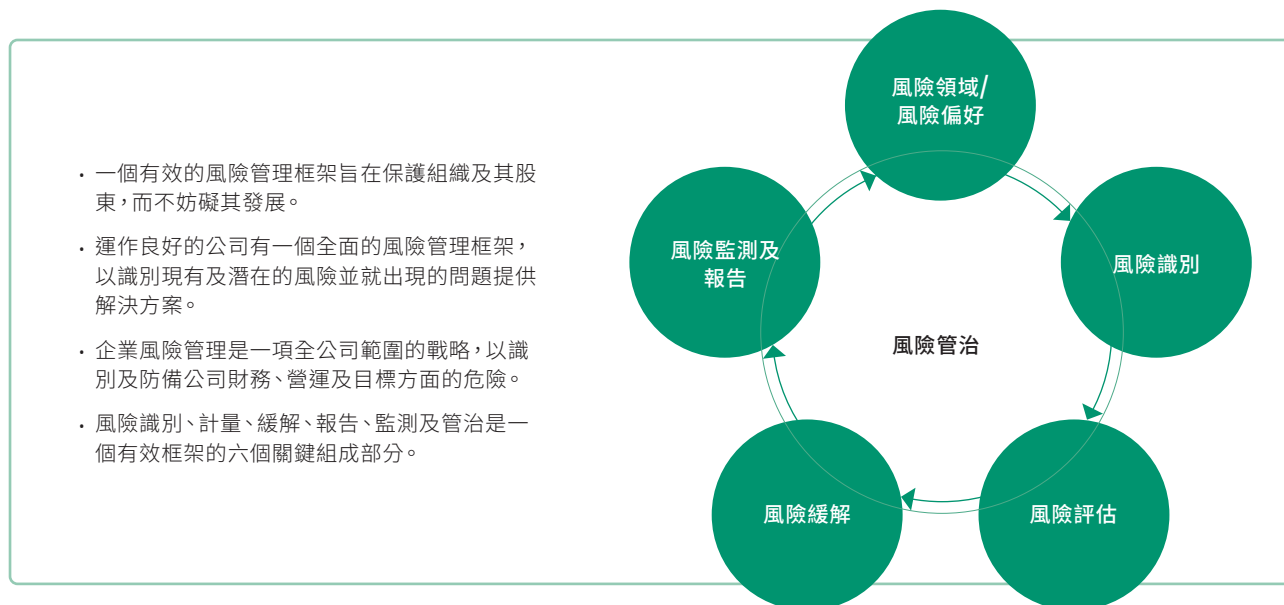 • 一個有效的風險管理框架旨在保護組織及其股
東，而不妨礙其發展。
• 運作良好的公司有一個全面的風險管理框架，
以識別現有及潛在的風險並就出現的問題提供
解決方案。
• 企業風險管理是一項全公司範圍的戰略，以識
別及防備公司財務、營運及目標方面的危險。
• 風險識別、計量、緩解、報告、監測及管治是一
個有效框架的六個關鍵組成部分。
風險領域/
風險偏好
風險識別
風險評估
風險緩解
風險監測及
報告
風險管治